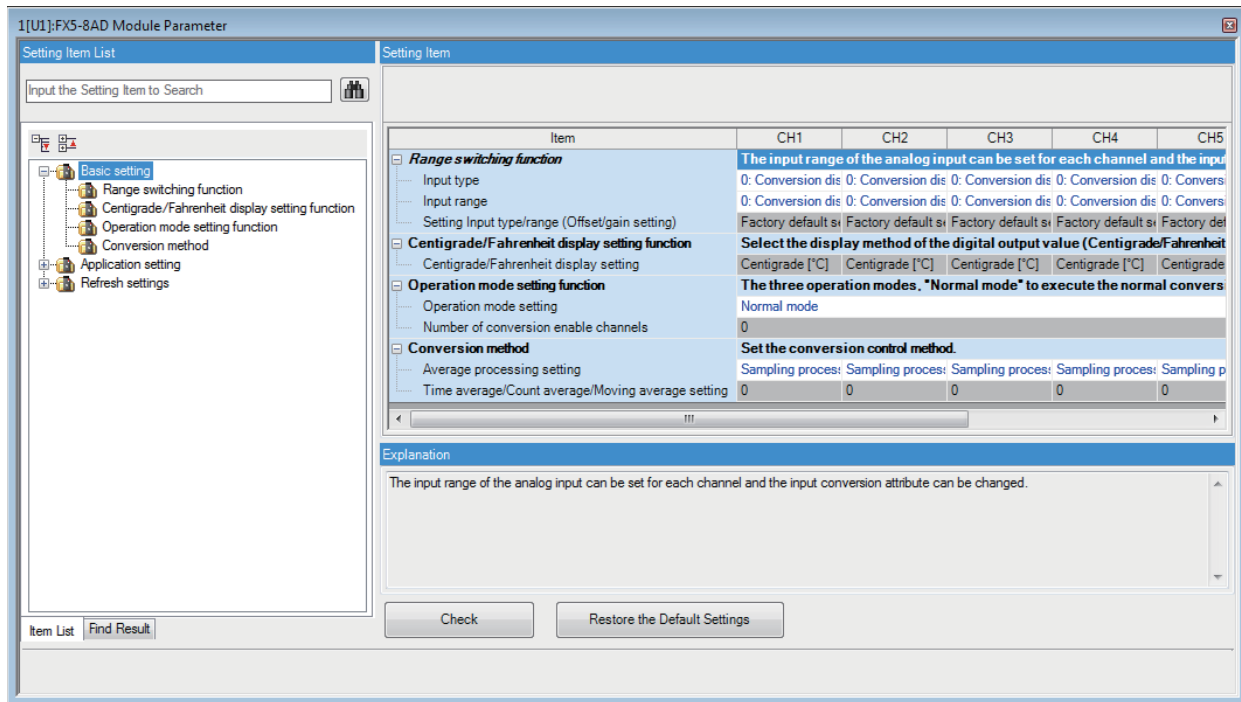 1[U1]:FX5-8AD Module Parameter
Setting Item List
Input the Setting Item to Search
Basic setting
Range switching function
Centigrade/Fahrenheit display setting function
Operation mode setting function
Conversion method
Application setting
Refresh settings
Item List Find Result
Setting Item
Item CH1 CH2 CH3 CH4 CH5
Range switching function The input range of the analog input can be set for each channel and the input
Input type 0: Conversion dis 0: Conversion dis 0: Conversion dis 0: Conversion dis 0: Convers
Input range 0: Conversion dis 0: Conversion dis 0: Conversion dis 0: Conversion dis 0: Convers
Setting Input type/range (Offset/gain setting) Factory default s Factory default s Factory default s Factory default s Factory def
Centigrade/Fahrenheit display setting function Select the display method of the digital output value (Centigrade/Fahrenheit
Centigrade/Fahrenheit display setting Centigrade [°C] Centigrade [°C] Centigrade [°C] Centigrade [°C] Centigrade
Operation mode setting function The three operation modes, "Normal mode" to execute the normal convers
Operation mode setting Normal mode
Number of conversion enable channels 0
Conversion method Set the conversion control method.
Average processing setting Sampling process Sampling process Sampling process Sampling process Sampling p
Time average/Count average/Moving average setting 0 0 0 0 0
Explanation
The input range of the analog input can be set for each channel and the input conversion attribute can be changed.
Check Restore the Default Settings